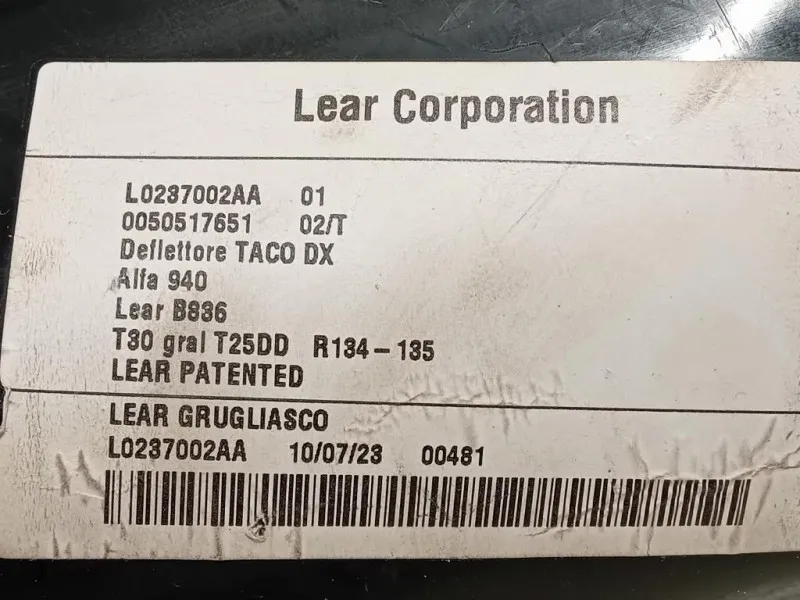 Lear Corporation
L0237002AA 01
0050517651 02/T
Deflettore TACO DX
Alfa 940
Lear B836
T30 gral T25DD R134-135
LEAR PATENTED
LEAR GRUGLIASCO
L0237002AA 10/07/23 00481